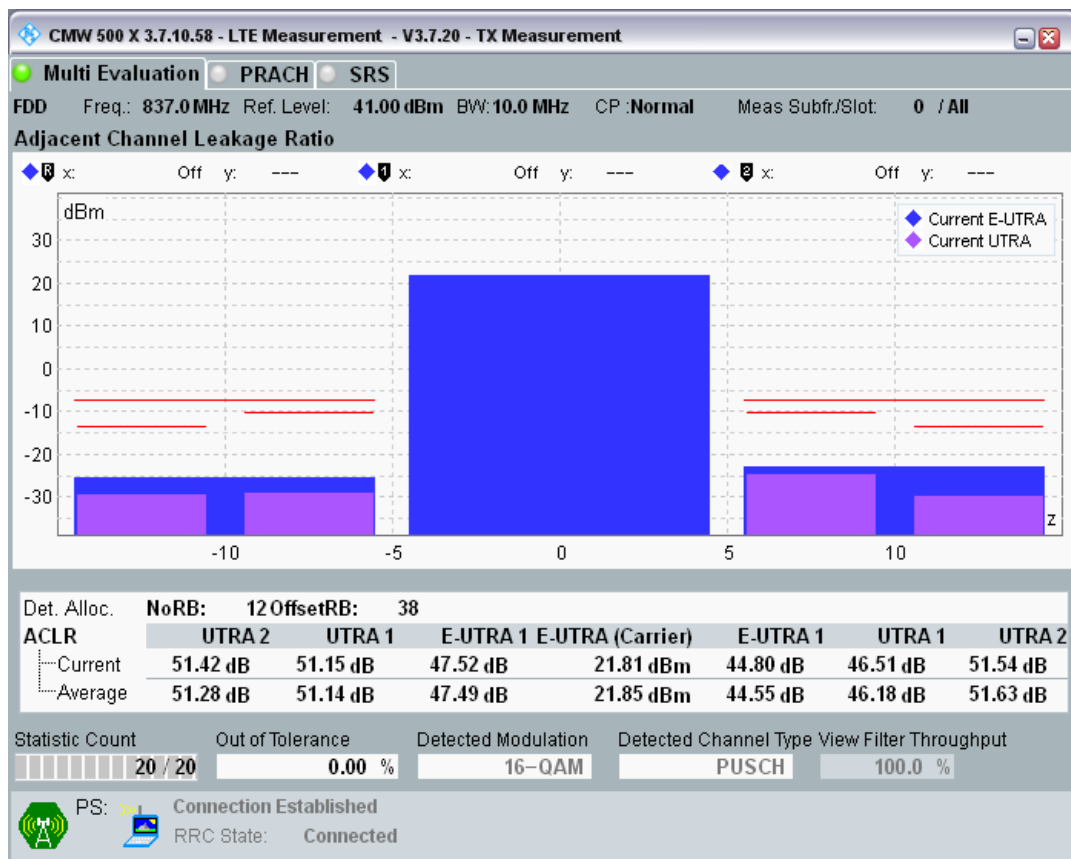 CMW 500 X 3.7.10.58 - LTE Measurement - V3.7.20 - TX Measurement
Multi Evaluation PRACH SRS
FDD Freq.: 837.0 MHz Ref. Level: 41.00 dBm BW: 10.0 MHz CP :Normal Meas Subfr./Slot: 0 / All
Adjacent Channel Leakage Ratio
R x: Off y: --- 1 x: Off y: --- 2 x: Off y: ---
dBm
Current E-UTRA
Current UTRA
30
20
10
0
-10
-20
-30
z
-10 -5 0 5 10
Det. Alloc. NoRB: 12 OffsetRB: 38
ACLR UTRA 2 UTRA 1 E-UTRA 1 E-UTRA (Carrier) E-UTRA 1 UTRA 1 UTRA 2
Current 51.42 dB 51.15 dB 47.52 dB 21.81 dBm 44.80 dB 46.51 dB 51.54 dB
Average 51.28 dB 51.14 dB 47.49 dB 21.85 dBm 44.55 dB 46.18 dB 51.63 dB
Statistic Count Out of Tolerance Detected Modulation Detected Channel Type View Filter Throughput
20 / 20 0.00 % 16-QAM PUSCH 100.0 %
PS: Connection Established
RRC State: Connected